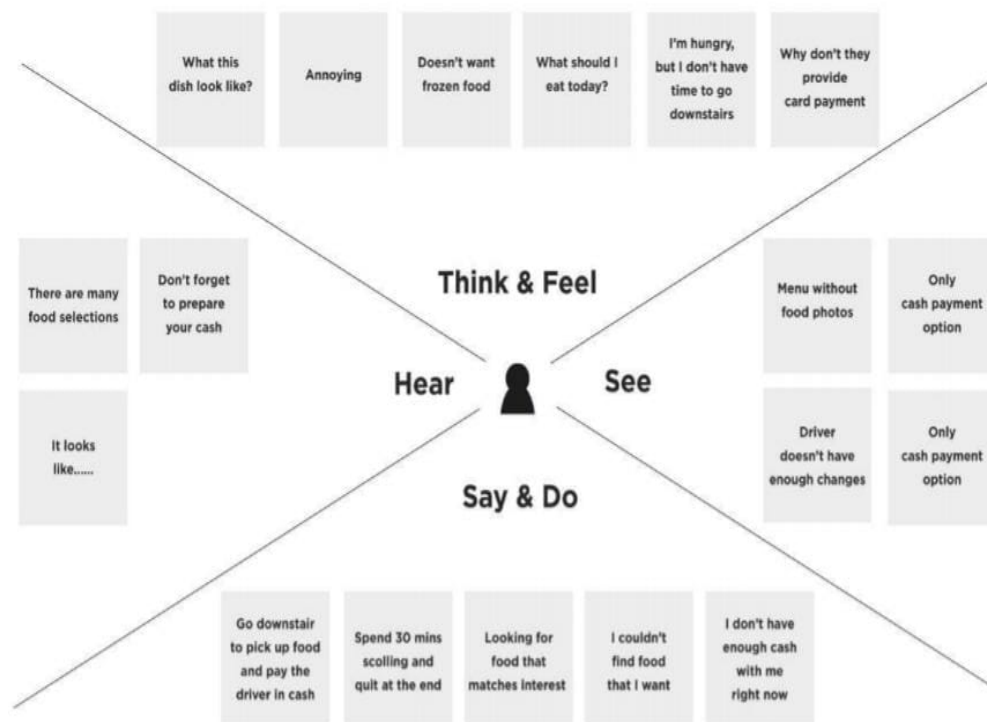 What this
dish look like?
Annoying
Doesn't want
frozen food
What should I
eat today?
I'm hungry,
but I don't have
time to go
downstairs
Why don't they
provide
card payment
Think & Feel
There are many
food selections
Don't forget
to prepare
your cash
It looks
like......
Hear
See
Menu without
food photos
Only
cash payment
option
Driver
doesn't have
enough changes
Only
cash payment
option
Say & Do
Go downstair
to pick up food
and pay the
driver in cash
Spend 30 mins
scolling and
quit at the end
Looking for
food that
matches interest
I couldn't
find food
that I want
I don't have
enough cash
with me
right now